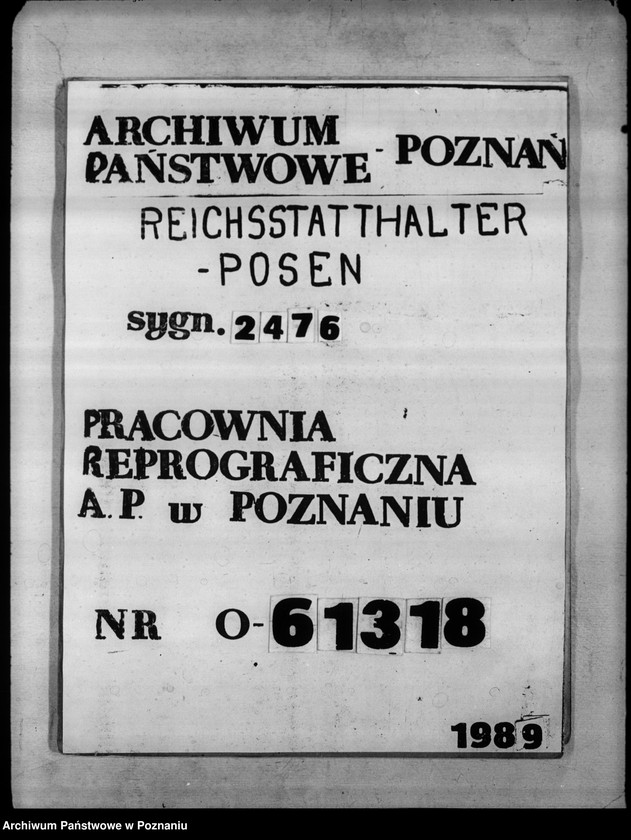 ARCHIWUM
PAŃSTWOWE - POZNAŃ
REICHSSTATTHALTER
-POSEN
sygn. 2476
PRACOWNIA
REPROGRAFICZNA
A. P. w POZNANIU
NR O-61318
1989
Archiwum Państwowe w Poznaniu